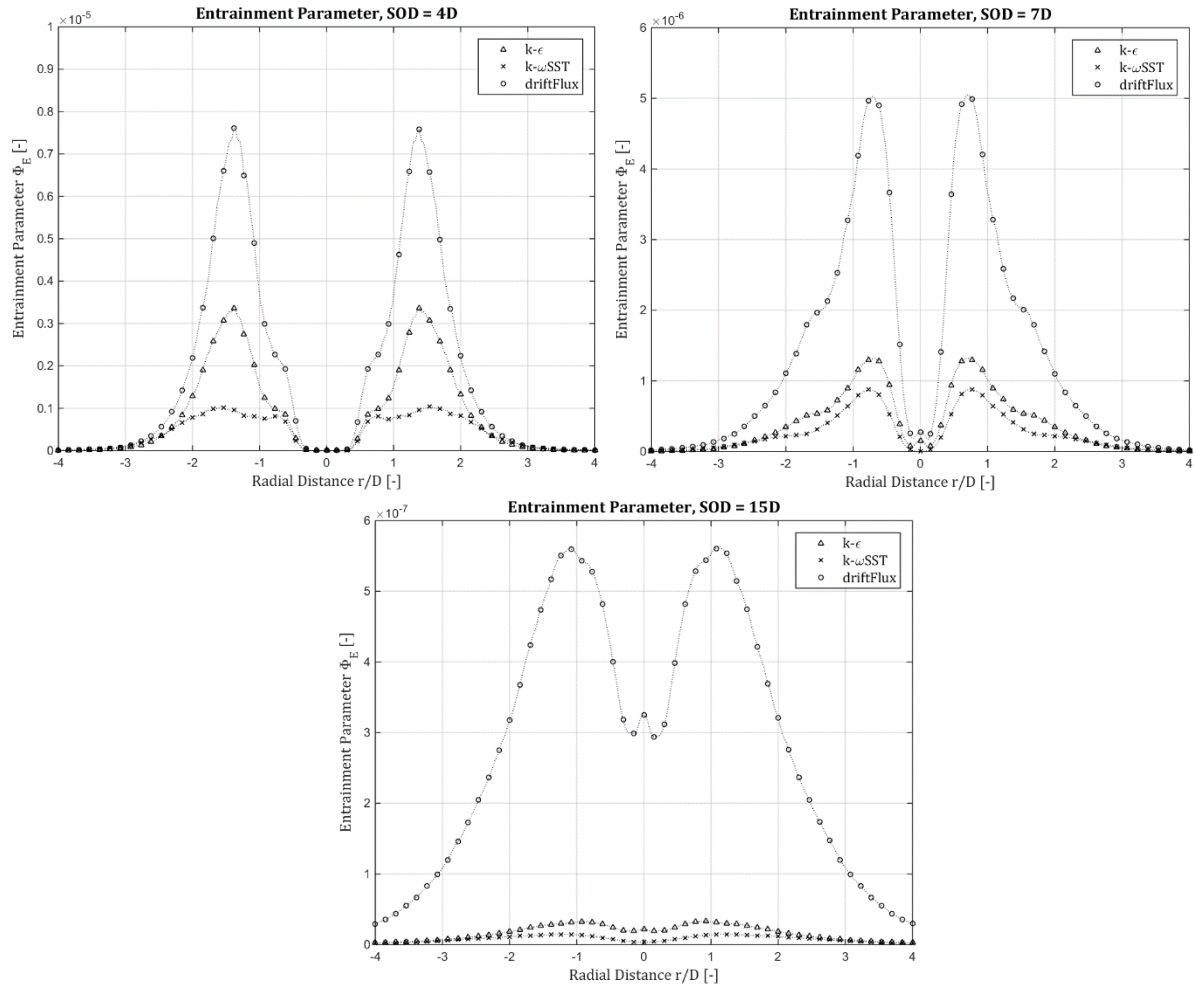 Entrainment Parameter, SOD = 4D
×10⁻⁵
1
0.9
0.8
0.7
0.6
0.5
0.4
0.3
0.2
0.1
0
Entrainment Parameter Φ_E [-]
k-ϵ
k-ωSST
driftFlux
-4 -3 -2 -1 0 1 2 3 4
Radial Distance r/D [-]
Entrainment Parameter, SOD = 7D
×10⁻⁶
6
5
4
3
2
1
0
Entrainment Parameter Φ_E [-]
k-ϵ
k-ωSST
driftFlux
-4 -3 -2 -1 0 1 2 3 4
Radial Distance r/D [-]
Entrainment Parameter, SOD = 15D
×10⁻⁷
6
5
4
3
2
1
0
Entrainment Parameter Φ_E [-]
k-ϵ
k-ωSST
driftFlux
-4 -3 -2 -1 0 1 2 3 4
Radial Distance r/D [-]